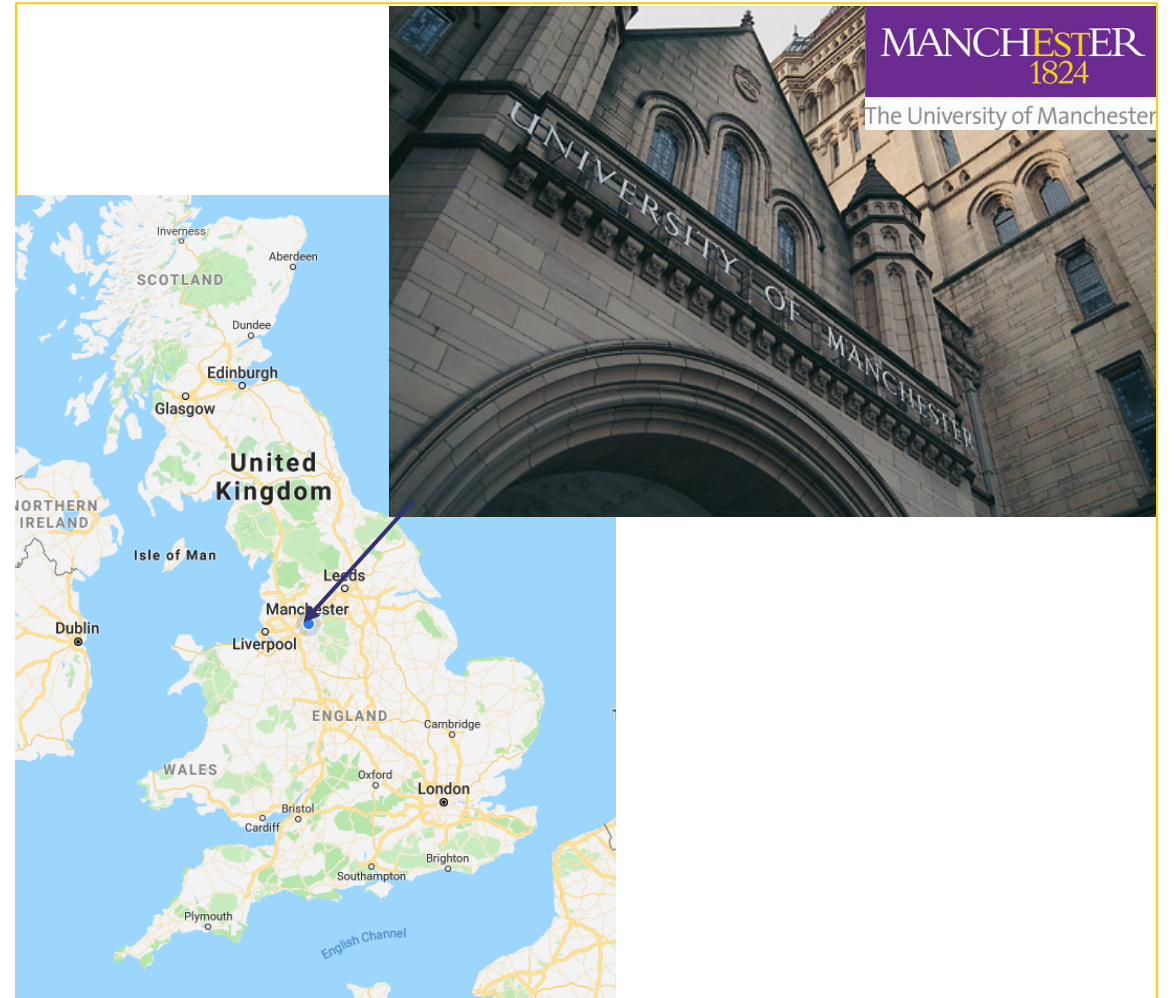 MANCHESTER
1824
The University of Manchester
UNIVERSITY OF MANCHESTER
Inverness
Aberdeen
SCOTLAND
Dundee
Edinburgh
Glasgow
United
Kingdom
NORTHERN
IRELAND
Isle of Man
Leeds
Manchester
Dublin
Liverpool
ENGLAND
Cambridge
WALES
Oxford
London
Bristol
Cardiff
Brighton
Southampton
Plymouth
English Channel